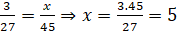 3/27 = x/45 ⇒ x = 3.45/27 = 5